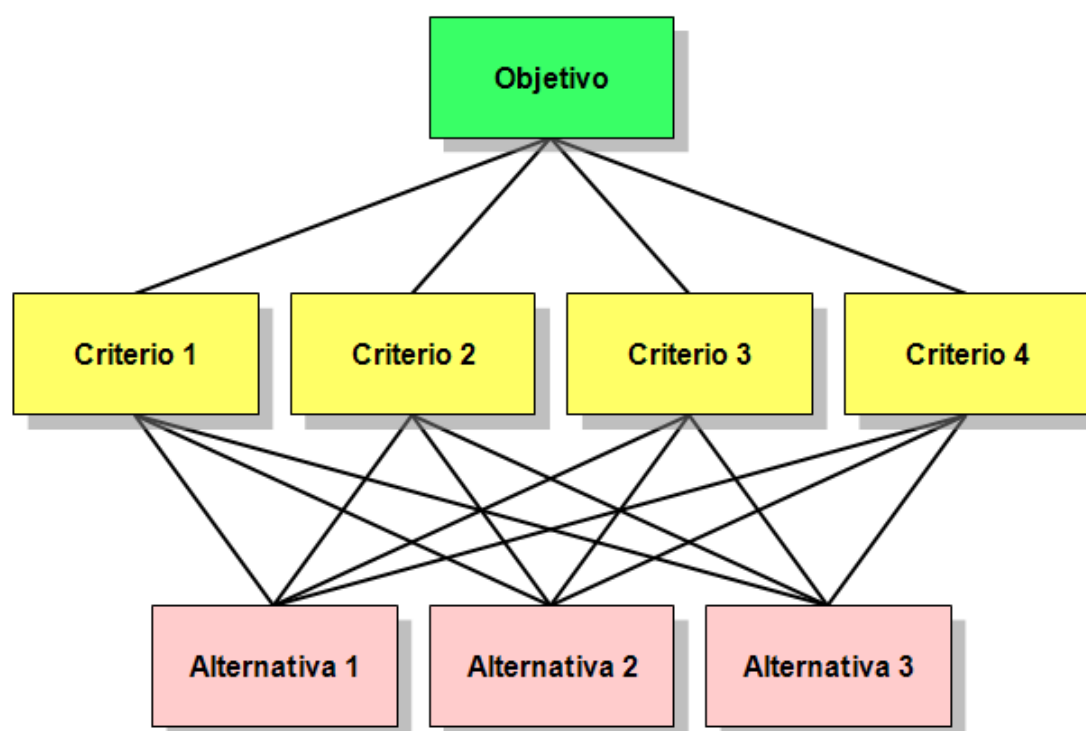 Objetivo
Criterio 1
Criterio 2
Criterio 3
Criterio 4
Alternativa 1
Alternativa 2
Alternativa 3